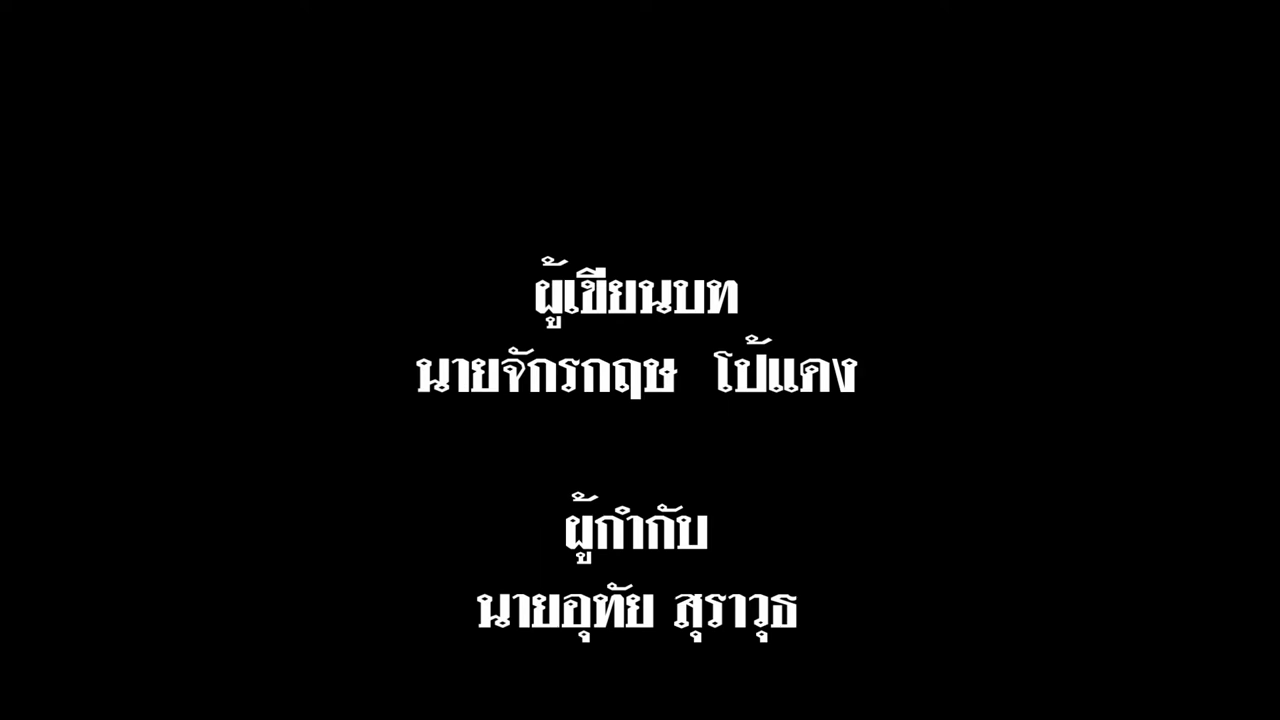 ผู้เขียนบท
นายจักรกฤษ โป้แดง
ผู้กำกับ
นายอุทัย สุราวุธ